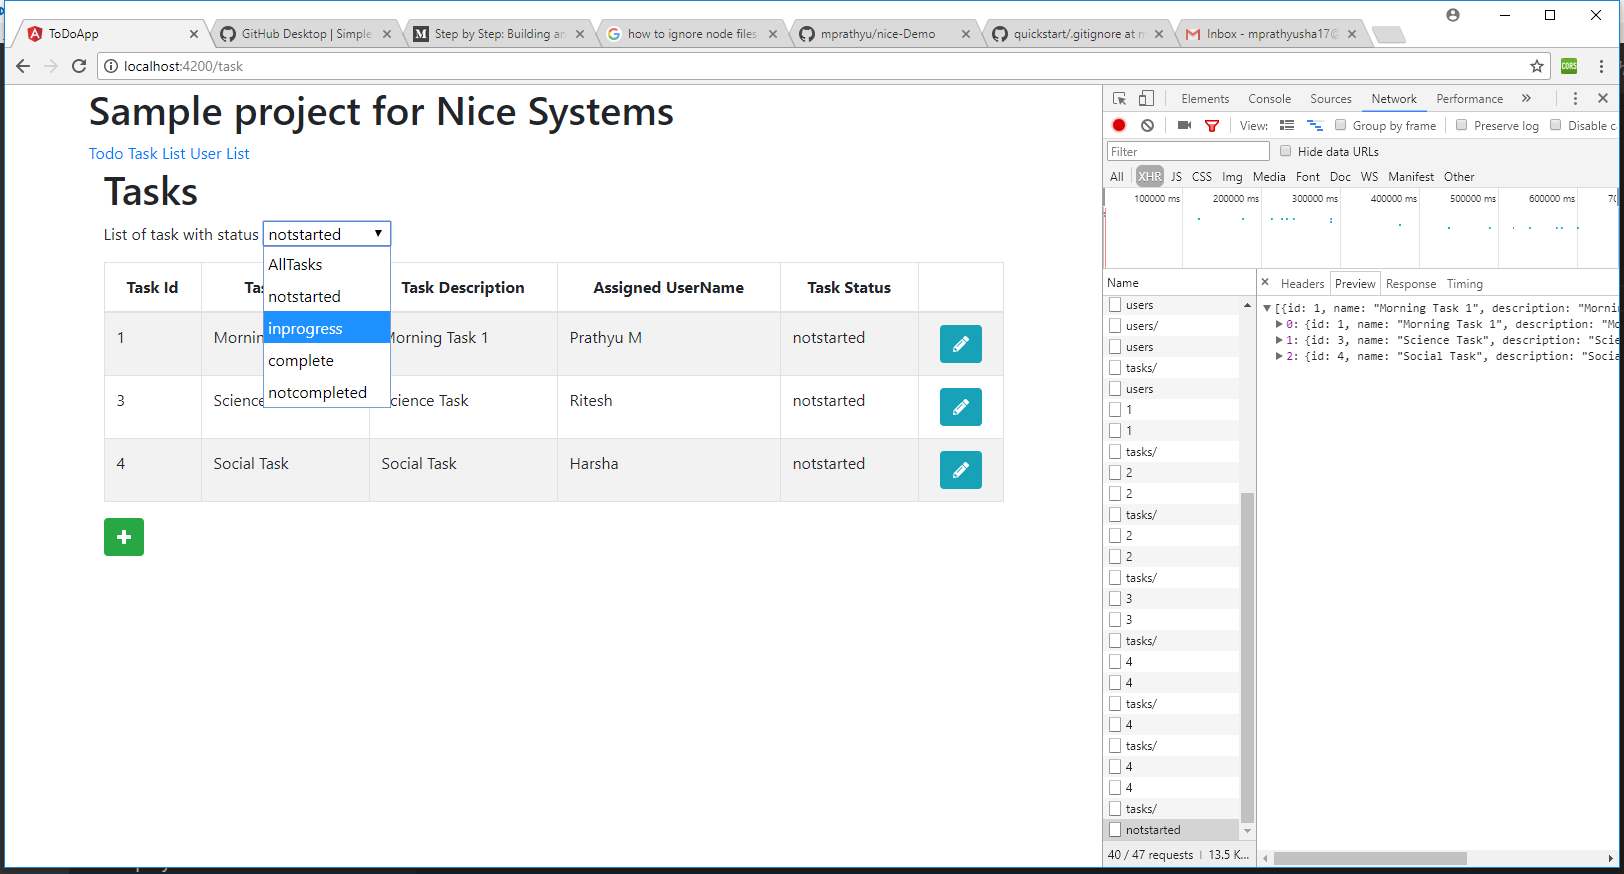 ToDoApp
GitHub Desktop | Simple
Step by Step: Building an
how to ignore node files
mprathyu/nice-Demo
quickstart/.gitignore at m
Inbox - mprathyusha17@
localhost:4200/task
CORS
Sample project for Nice Systems
Todo Task List User List
Tasks
List of task with status notstarted
AllTasks
notstarted
inprogress
complete
notcompleted
Task Id Tas Task Description Assigned UserName Task Status
1 Mornin Morning Task 1 Prathyu M notstarted
3 Science cience Task Ritesh notstarted
4 Social Task Social Task Harsha notstarted
Elements Console Sources Network Performance
View: Group by frame Preserve log Disable c
Filter Hide data URLs
All XHR JS CSS Img Media Font Doc WS Manifest Other
100000 ms 200000 ms 300000 ms 400000 ms 500000 ms 600000 ms
Name
users
users/
users
tasks/
users
1
1
tasks/
2
2
tasks/
2
2
tasks/
3
3
tasks/
4
4
tasks/
4
tasks/
4
4
tasks/
notstarted
40 / 47 requests | 13.5 K...
Headers Preview Response Timing
[{id: 1, name: "Morning Task 1", description: "Mornin
0: {id: 1, name: "Morning Task 1", description: "Mo
1: {id: 3, name: "Science Task", description: "Scie
2: {id: 4, name: "Social Task", description: "Socia